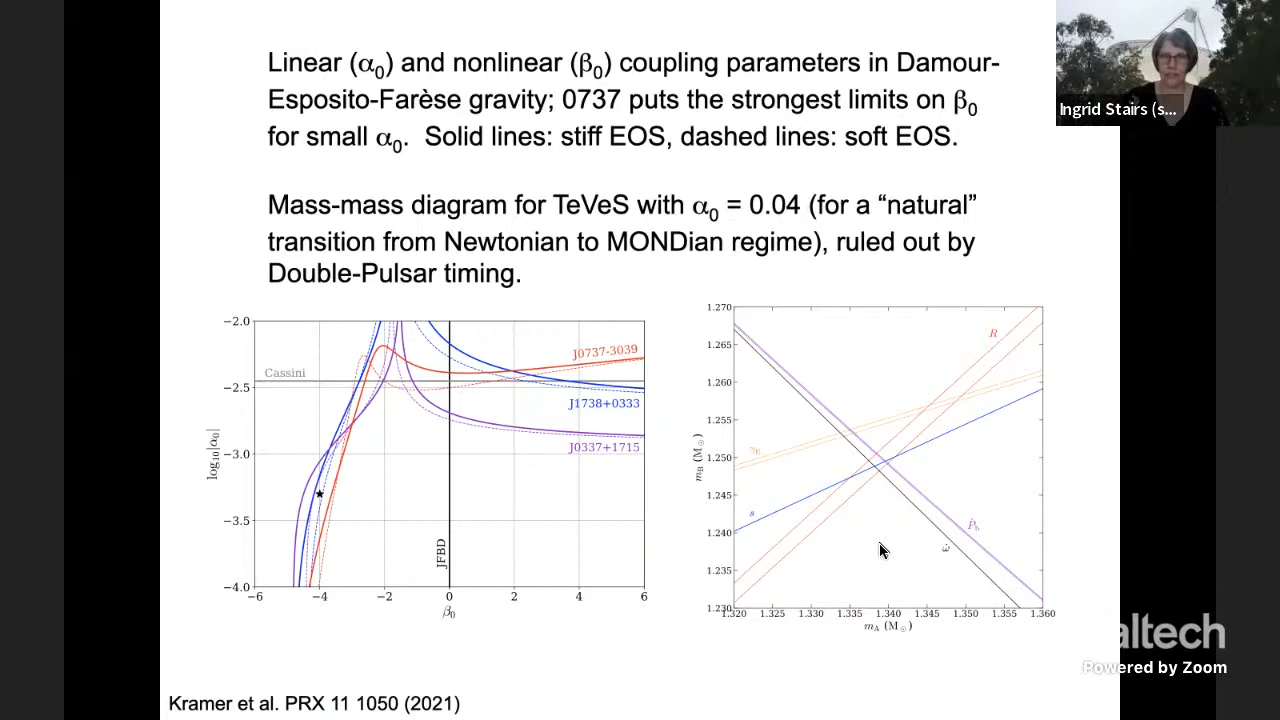 Linear (α₀) and nonlinear (β₀) coupling parameters in Damour-
Esposito-Farèse gravity; 0737 puts the strongest limits on β₀
for small α₀. Solid lines: stiff EOS, dashed lines: soft EOS.
Mass-mass diagram for TeVeS with α₀ = 0.04 (for a “natural”
transition from Newtonian to MONDian regime), ruled out by
Double-Pulsar timing.
Ingrid Stairs (s...
−2.0
−2.5
−3.0
−3.5
−4.0
log₁₀|α₀|
Cassini
J0737-3039
J1738+0333
J0337+1715
JFBD
−6
−4
−2
0
2
4
6
β₀
1.270
1.265
1.260
1.255
1.250
1.245
1.240
1.235
1.230
m_B (M☉)
R
γ_E
s
Ṗ_b
ω̇
1.320
1.325
1.330
1.335
1.340
1.345
1.350
1.355
1.360
m_A (M☉)
altech
Powered by Zoom
Kramer et al. PRX 11 1050 (2021)